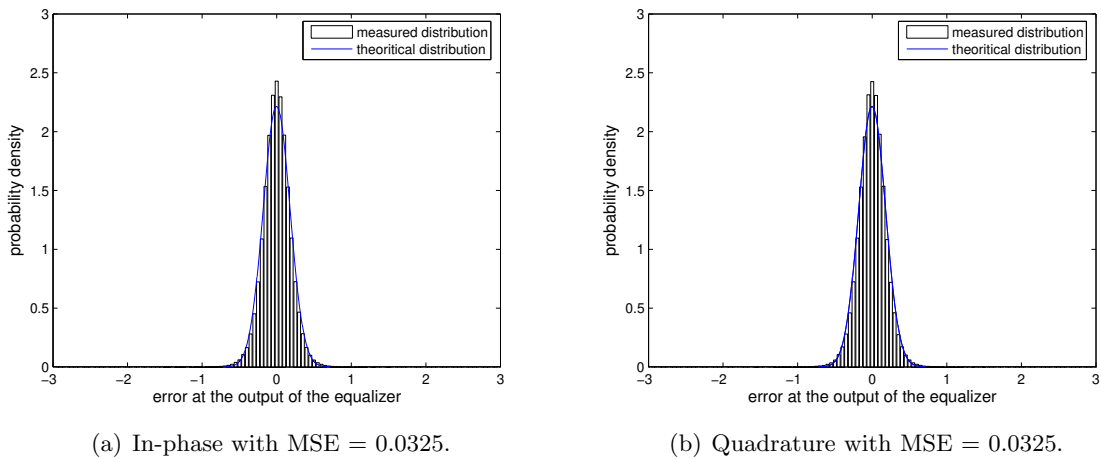 3
2.5
2
1.5
1
0.5
0
−3
−2
−1
0
1
2
3
probability density
error at the output of the equalizer
measured distribution
theoritical distribution
(a) In-phase with MSE = 0.0325.
3
2.5
2
1.5
1
0.5
0
−3
−2
−1
0
1
2
3
probability density
error at the output of the equalizer
measured distribution
theoritical distribution
(b) Quadrature with MSE = 0.0325.